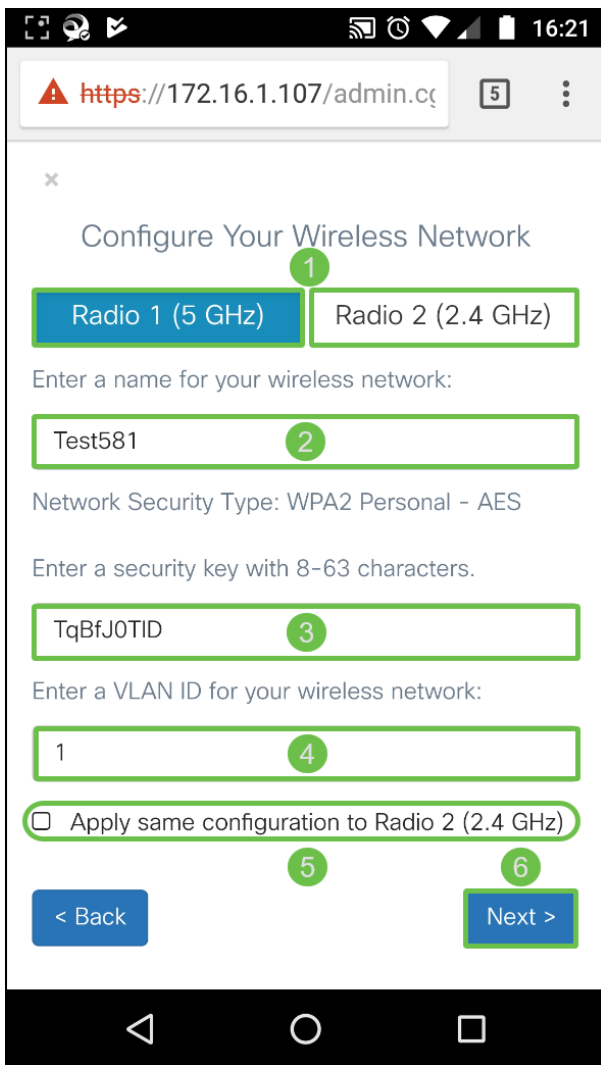 16:21
https://172.16.1.107/admin.cg
5
Configure Your Wireless Network
1
Radio 1 (5 GHz)
Radio 2 (2.4 GHz)
Enter a name for your wireless network:
Test581
2
Network Security Type: WPA2 Personal - AES
Enter a security key with 8-63 characters.
TqBfJ0TlD
3
Enter a VLAN ID for your wireless network:
1
4
Apply same configuration to Radio 2 (2.4 GHz)
5
6
< Back
Next >